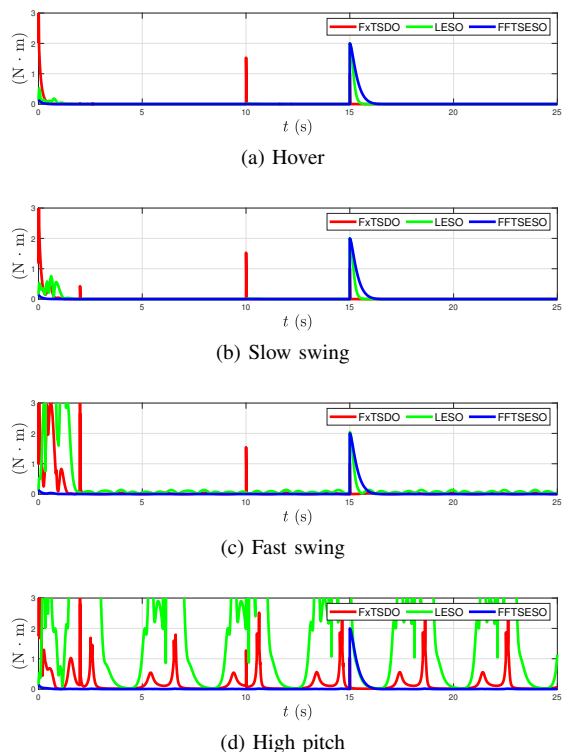 3
FxTSDO LESO FFTSESO
2
(N · m)
1
0
0 5 10 15 20 25
t (s)
(a) Hover
3
FxTSDO LESO FFTSESO
2
(N · m)
1
0
0 5 10 15 20 25
t (s)
(b) Slow swing
3
FxTSDO LESO FFTSESO
2
(N · m)
1
0
0 5 10 15 20 25
t (s)
(c) Fast swing
3
FxTSDO LESO FFTSESO
2
(N · m)
1
0
0 5 10 15 20 25
t (s)
(d) High pitch